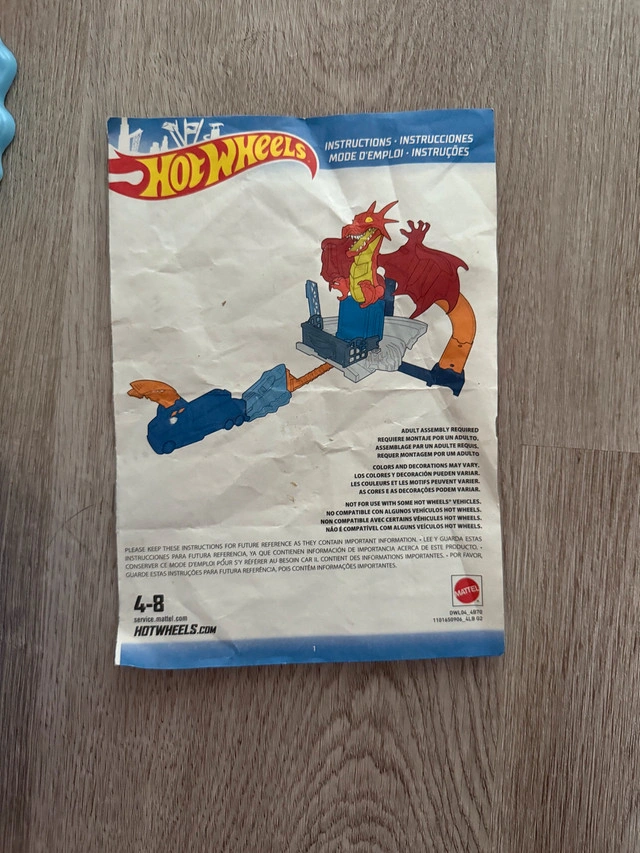 HOT WHEELS
INSTRUCTIONS · INSTRUCCIONES
MODE D'EMPLOI · INSTRUÇÕES
ADULT ASSEMBLY REQUIRED
REQUIERE MONTAJE POR UN ADULTO.
ASSEMBLAGE PAR UN ADULTE REQUIS.
REQUER MONTAGEM POR UM ADULTO
COLORS AND DECORATIONS MAY VARY.
LOS COLORES Y DECORACIÓN PUEDEN VARIAR.
LES COULEURS ET LES MOTIFS PEUVENT VARIER.
AS CORES E AS DECORAÇÕES PODEM VARIAR.
NOT FOR USE WITH SOME HOT WHEELS® VEHICLES.
NO COMPATIBLE CON ALGUNOS VEHÍCULOS HOT WHEELS.
NON COMPATIBLE AVEC CERTAINS VÉHICULES HOT WHEELS.
NÃO É COMPATÍVEL COM ALGUNS VEÍCULOS HOT WHEELS.
PLEASE KEEP THESE INSTRUCTIONS FOR FUTURE REFERENCE AS THEY CONTAIN IMPORTANT INFORMATION. • LEE Y GUARDA ESTAS
INSTRUCCIONES PARA FUTURA REFERENCIA, YA QUE CONTIENEN INFORMACIÓN DE IMPORTANCIA ACERCA DE ESTE PRODUCTO. •
CONSERVER CE MODE D'EMPLOI POUR S'Y RÉFÉRER AU BESOIN CAR IL CONTIENT DES INFORMATIONS IMPORTANTES. • POR FAVOR,
GUARDE ESTAS INSTRUÇÕES PARA FUTURA REFERÊNCIA, POIS CONTÊM INFORMAÇÕES IMPORTANTES.
4-8
service.mattel.com
HOTWHEELS.COM
MATTEL
DWL04_4B70
1101650906_4LB 02
1